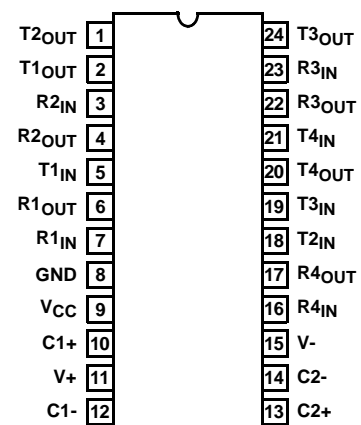 T2OUT 1 24 T3OUT
T1OUT 2 23 R3IN
R2IN 3 22 R3OUT
R2OUT 4 21 T4IN
T1IN 5 20 T4OUT
R1OUT 6 19 T3IN
R1IN 7 18 T2IN
GND 8 17 R4OUT
VCC 9 16 R4IN
C1+ 10 15 V-
V+ 11 14 C2-
C1- 12 13 C2+